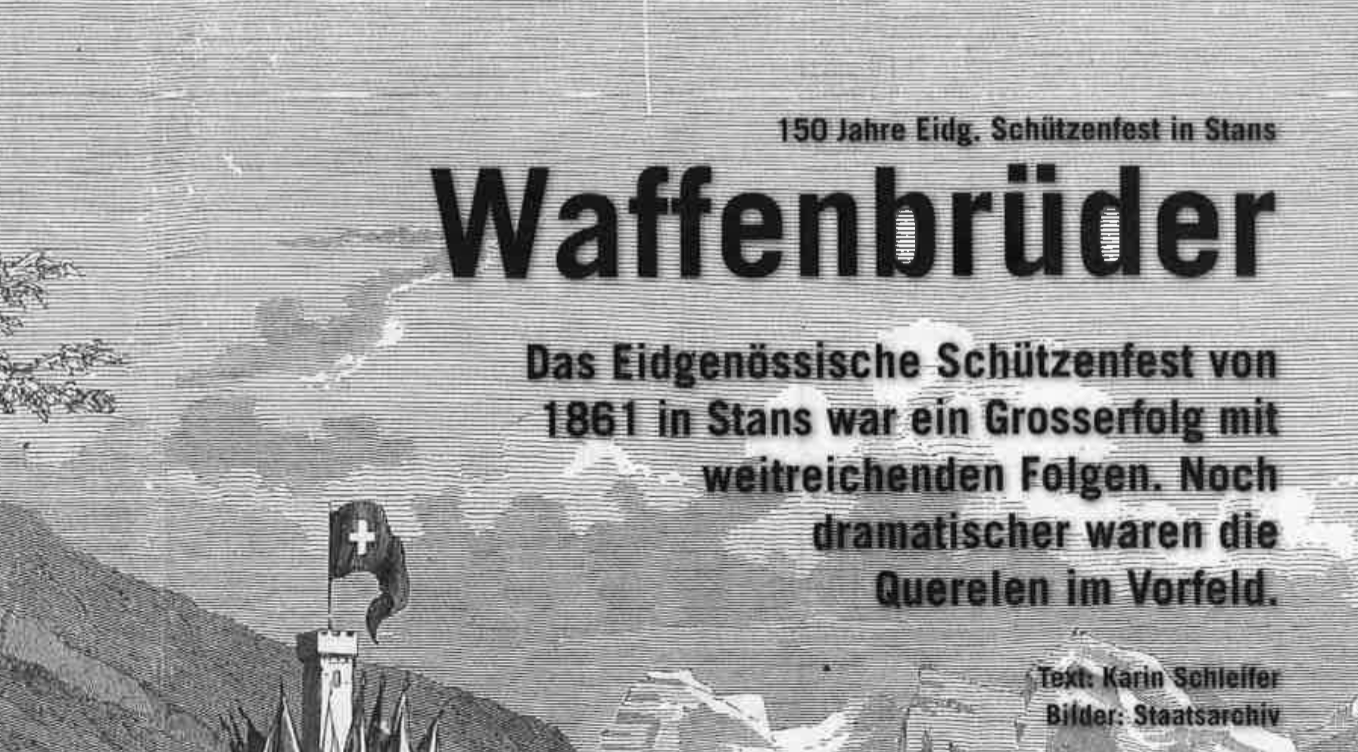 150 Jahre Eidg. Schützenfest in Stans
Waffenbrüder
Das Eidgenössische Schützenfest von
1861 in Stans war ein Grosserfolg mit
weitreichenden Folgen. Noch
dramatischer waren die
Querelen im Vorfeld.
Text: Karin Schleifer
Bilder: Staatsarchiv